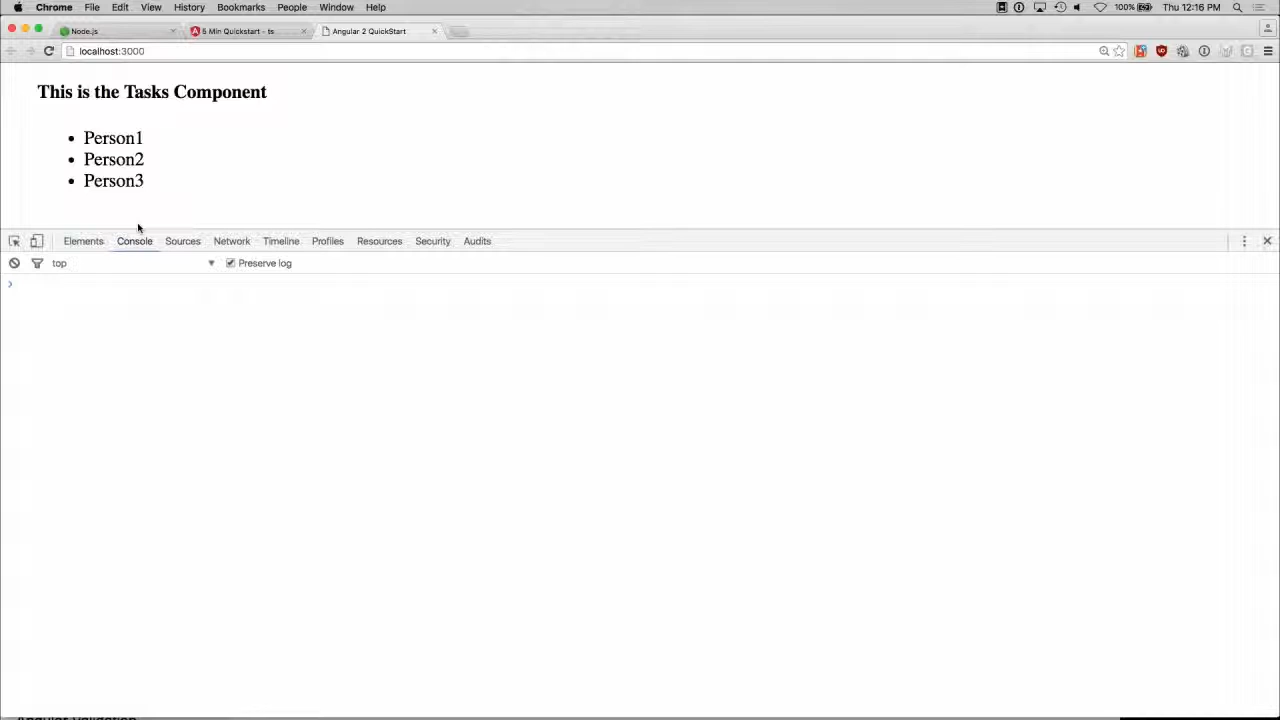 Chrome File Edit View History Bookmarks People Window Help 100% Thu 12:16 PM
Node.js 5 Min Quickstart - ts Angular 2 QuickStart
localhost:3000
This is the Tasks Component
• Person1
• Person2
• Person3
Elements Console Sources Network Timeline Profiles Resources Security Audits
top Preserve log
Angular Validation